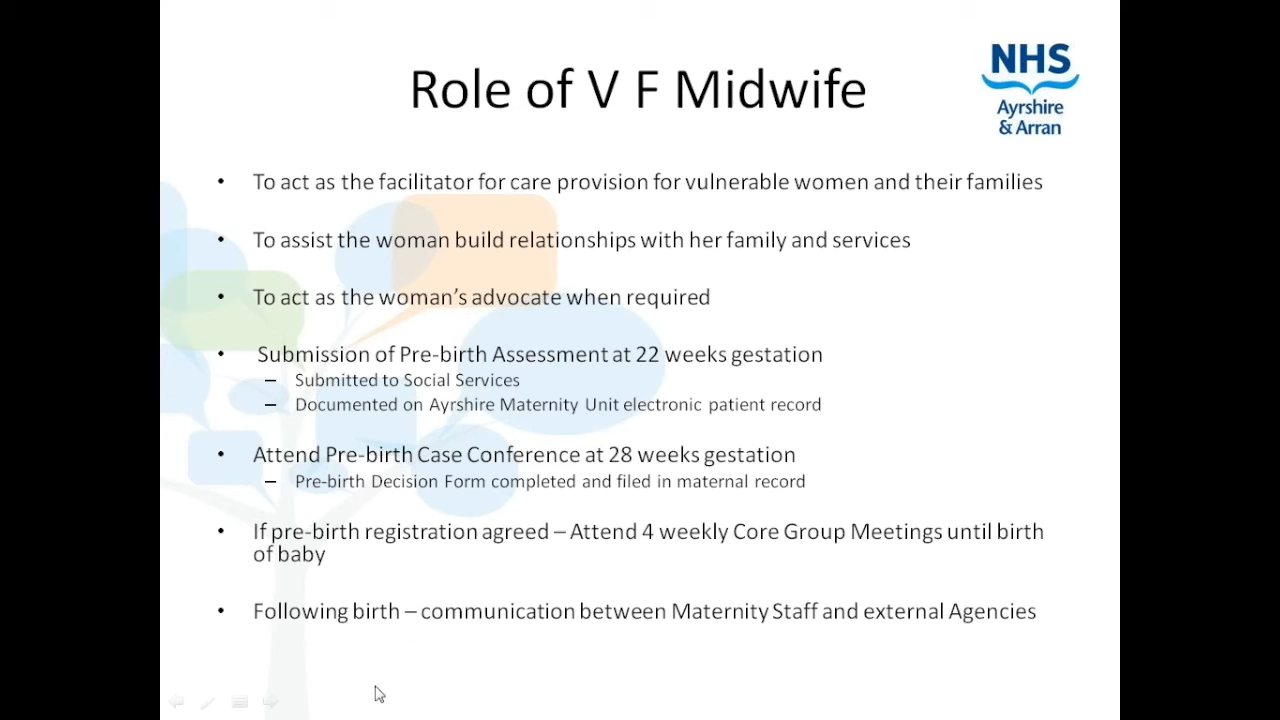 Role of V F Midwife
NHS
Ayrshire
& Arran
• To act as the facilitator for care provision for vulnerable women and their families
• To assist the woman build relationships with her family and services
• To act as the woman’s advocate when required
• Submission of Pre-birth Assessment at 22 weeks gestation
– Submitted to Social Services
– Documented on Ayrshire Maternity Unit electronic patient record
• Attend Pre-birth Case Conference at 28 weeks gestation
– Pre-birth Decision Form completed and filed in maternal record
• If pre-birth registration agreed – Attend 4 weekly Core Group Meetings until birth
of baby
• Following birth – communication between Maternity Staff and external Agencies